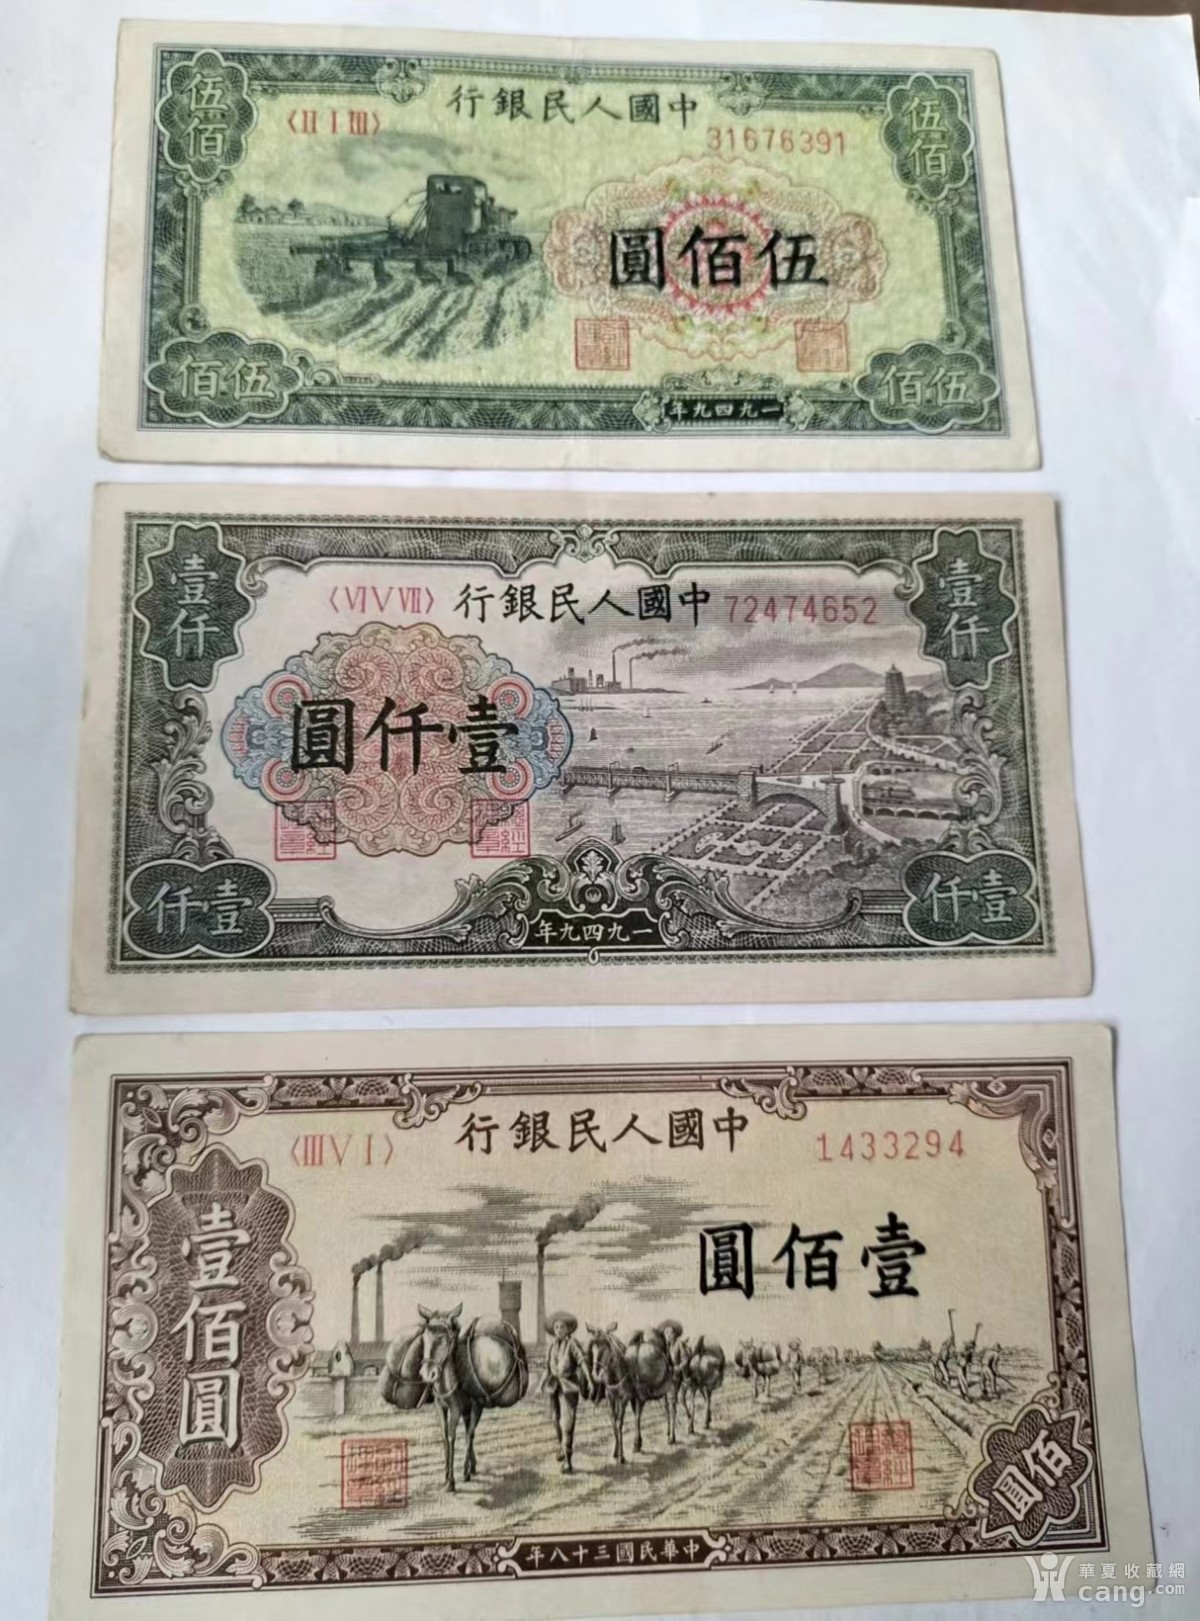 中國人民銀行
31676391
伍佰
伍佰
伍佰圓
伍佰
伍佰
一九四九年
〈VI V VII〉
中國人民銀行
72474652
壹仟
壹仟
壹仟圓
壹仟
壹仟
一九四九年
〈III V I〉
中國人民銀行
1433294
壹佰圓
壹佰圓
佰圓
中華民國三十八年
華夏收藏網
cang.com